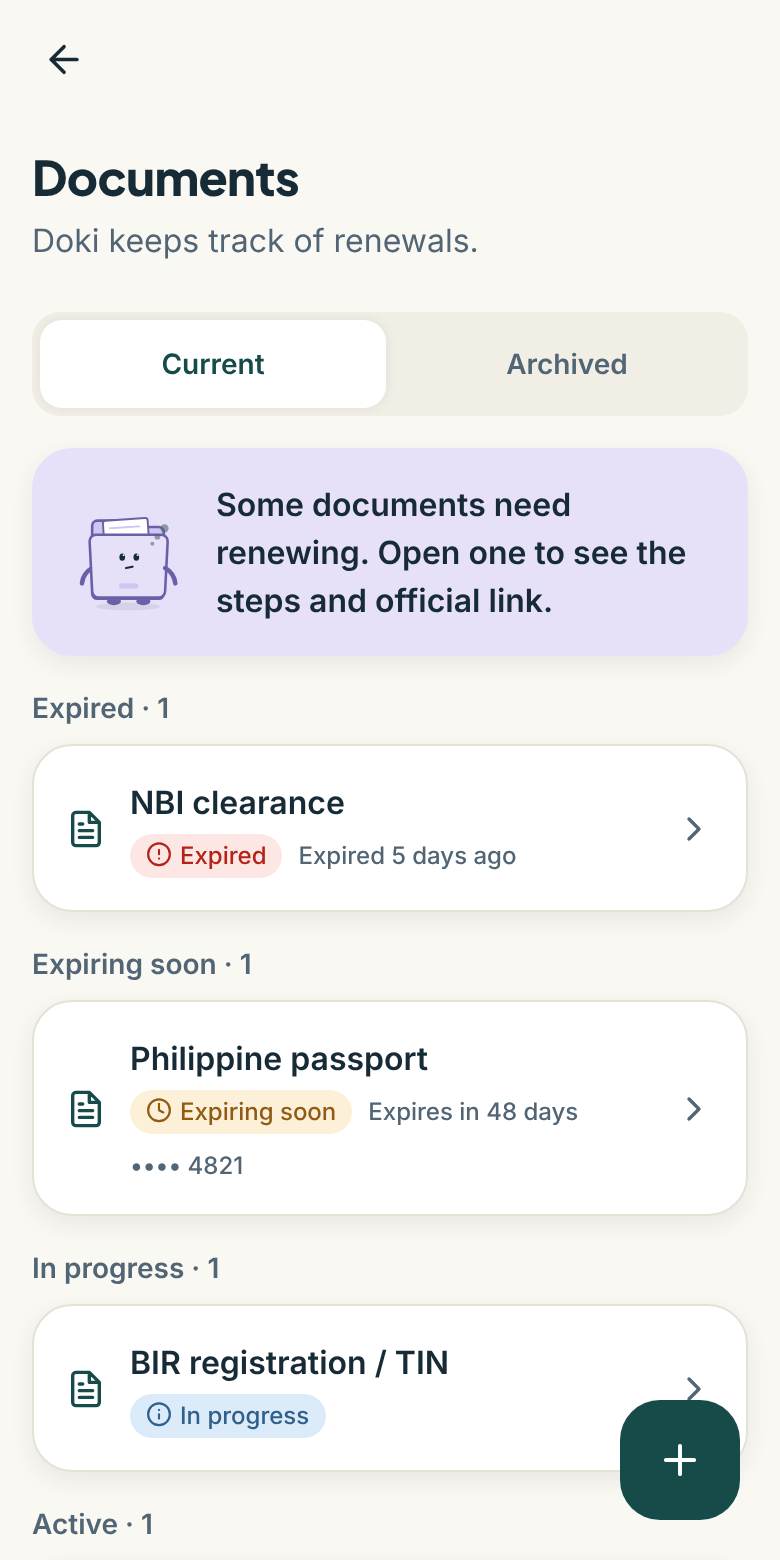 Documents
Doki keeps track of renewals.
Current
Archived
Some documents need
renewing. Open one to see the
steps and official link.
Expired · 1
NBI clearance
Expired
Expired 5 days ago
Expiring soon · 1
Philippine passport
Expiring soon
Expires in 48 days
•••• 4821
In progress · 1
BIR registration / TIN
In progress
Active · 1